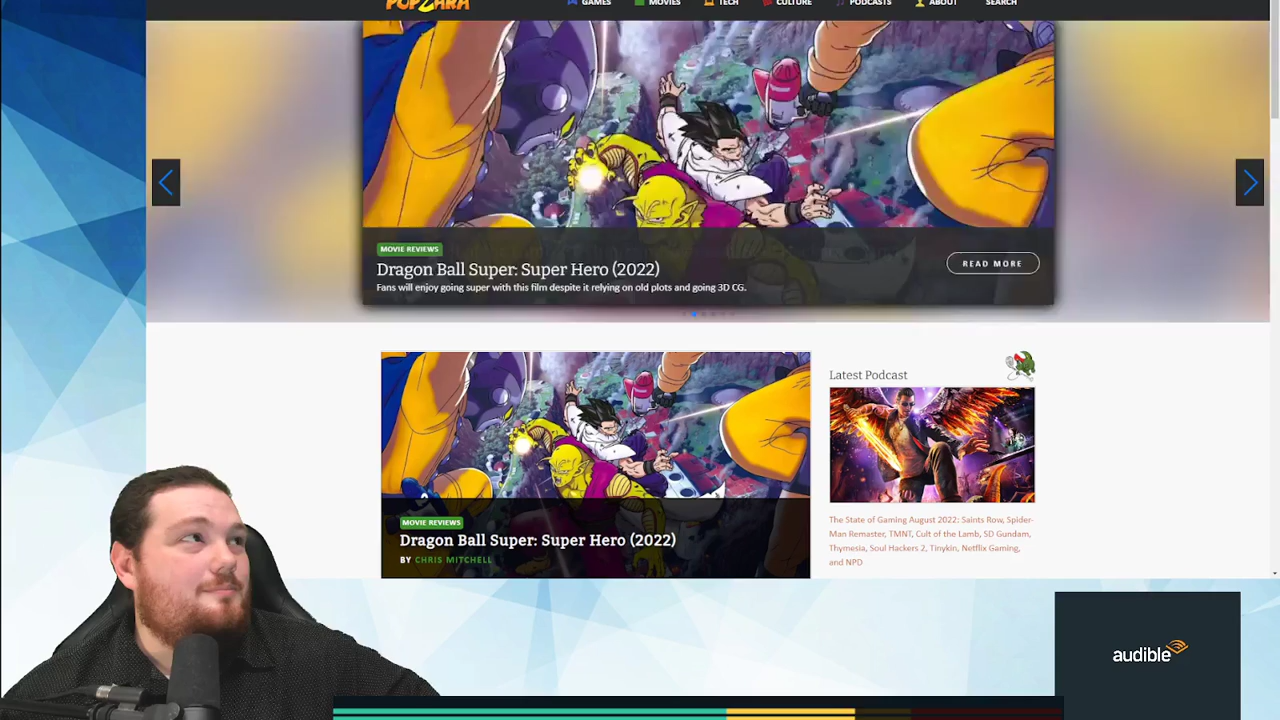 POPZARA
GAMES MOVIES TECH CULTURE PODCASTS ABOUT SEARCH
MOVIE REVIEWS
Dragon Ball Super: Super Hero (2022)
Fans will enjoy going super with this film despite it relying on old plots and going 3D CG.
READ MORE
MOVIE REVIEWS
Dragon Ball Super: Super Hero (2022)
BY CHRIS MITCHELL
Latest Podcast
The State of Gaming August 2022: Saints Row, Spider-
Man Remaster, TMNT, Cult of the Lamb, SD Gundam,
Thymesia, Soul Hackers 2, Tinykin, Netflix Gaming,
and NPD
audible